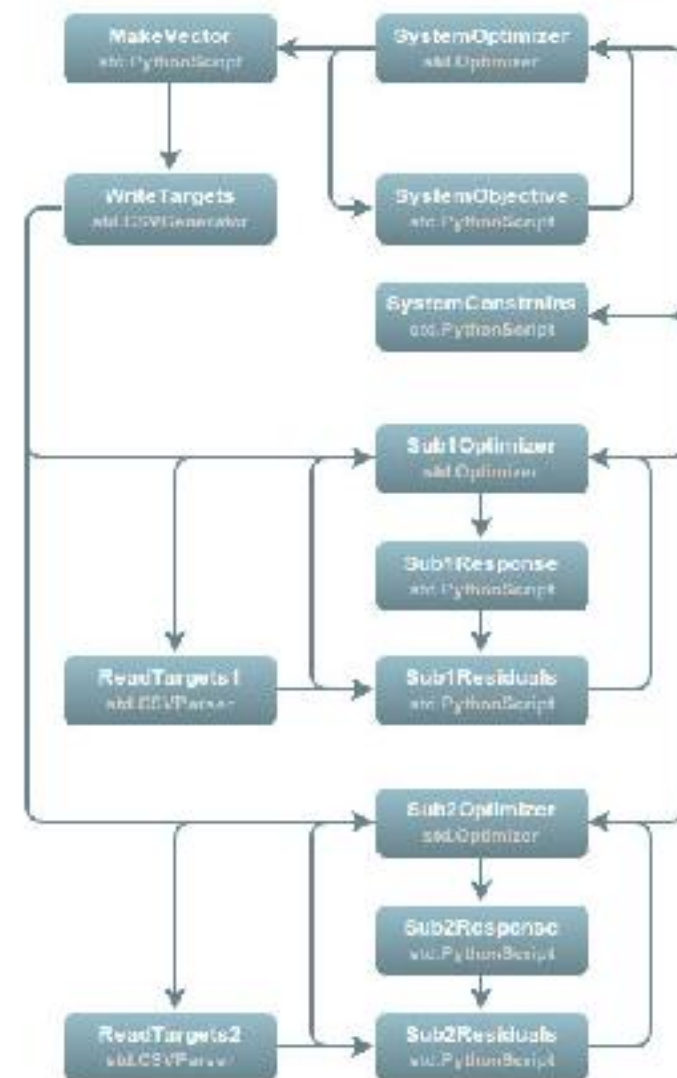 MakeVector
std.PythonScript
SystemOptimizer
std.Optimizer
WriteTargets
std.CSVGenerator
SystemObjective
std.PythonScript
SystemConstrains
std.PythonScript
Sub1Optimizer
std.Optimizer
Sub1Response
std.PythonScript
ReadTargets1
std.CSVParser
Sub1Residuals
std.PythonScript
Sub2Optimizer
std.Optimizer
Sub2Response
std.PythonScript
ReadTargets2
std.CSVParser
Sub2Residuals
std.PythonScript